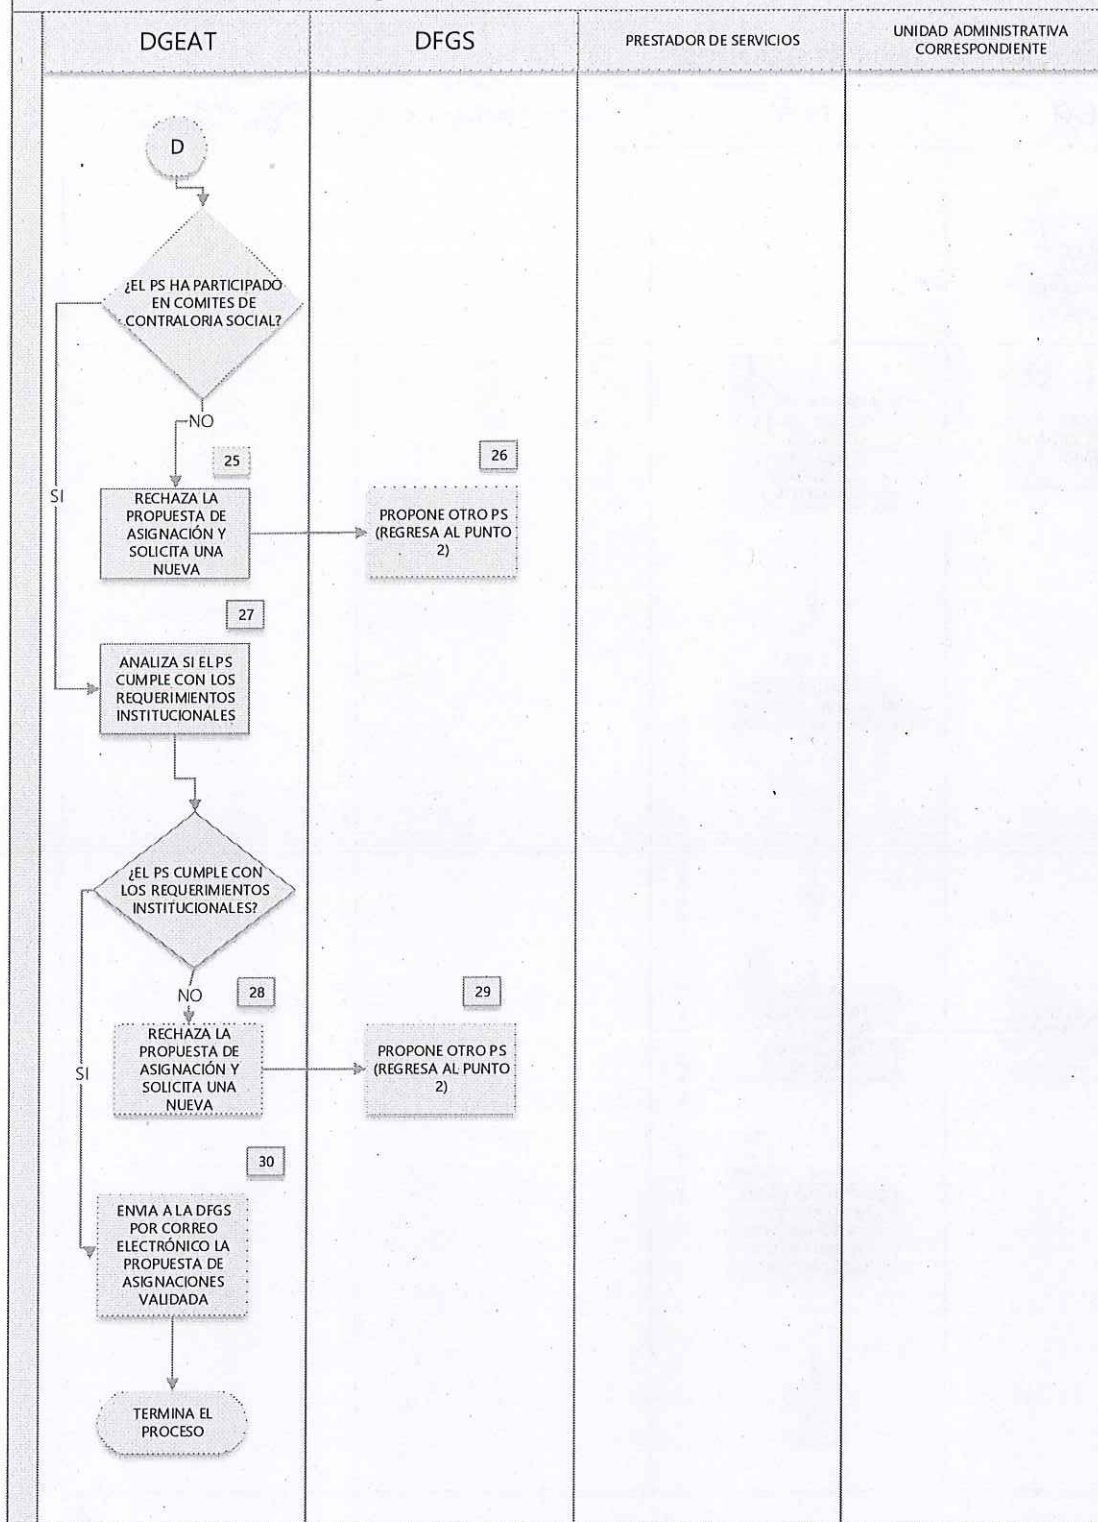 DGEAT
DFGS
PRESTADOR DE SERVICIOS
UNIDAD ADMINISTRATIVA
CORRESPONDIENTE
D
¿EL PS HA PARTICIPADO
EN COMITES DE
CONTRALORIA SOCIAL?
NO
SI
25
26
RECHAZA LA
PROPUESTA DE
ASIGNACIÓN Y
SOLICITA UNA
NUEVA
PROPONE OTRO PS
(REGRESA AL PUNTO
2)
27
ANALIZA SI EL PS
CUMPLE CON LOS
REQUERIMIENTOS
INSTITUCIONALES
¿EL PS CUMPLE CON
LOS REQUERIMIENTOS
INSTITUCIONALES?
NO
SI
28
29
RECHAZA LA
PROPUESTA DE
ASIGNACIÓN Y
SOLICITA UNA
NUEVA
PROPONE OTRO PS
(REGRESA AL PUNTO
2)
30
ENVIA A LA DFGS
POR CORREO
ELECTRÓNICO LA
PROPUESTA DE
ASIGNACIONES
VALIDADA
TERMINA EL
PROCESO